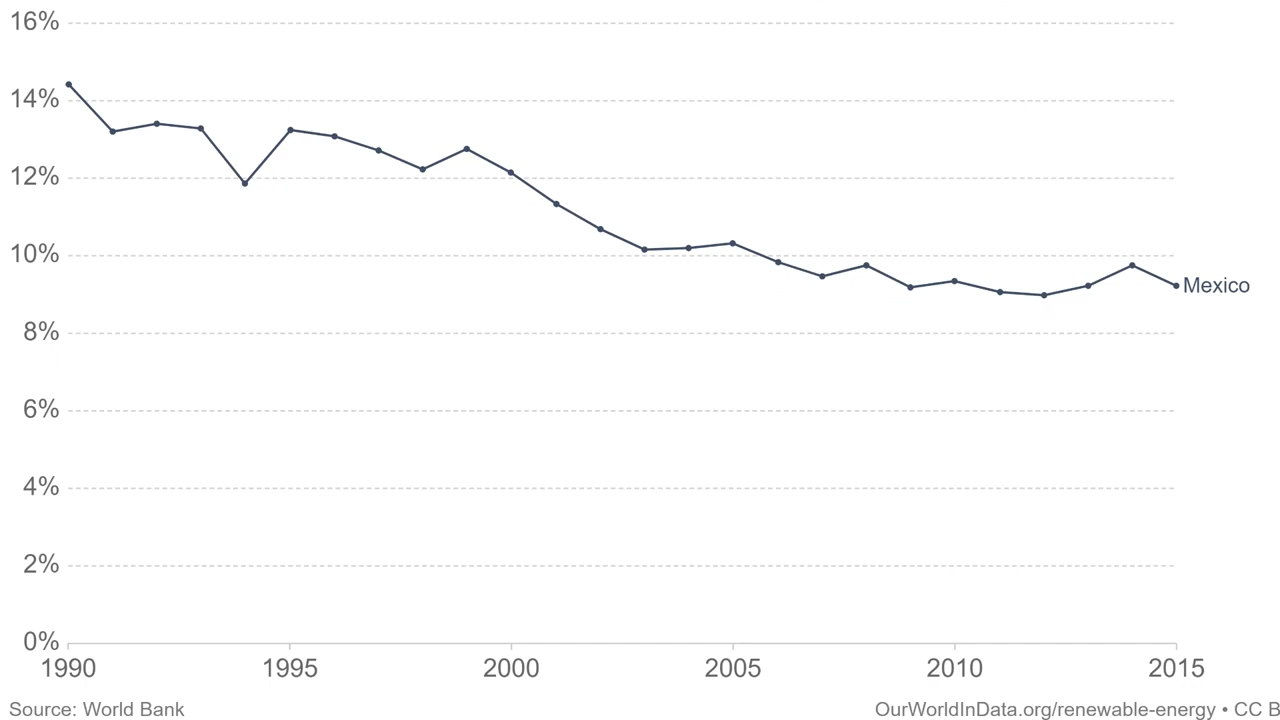 16%
14%
12%
10%
8%
6%
4%
2%
0%
Mexico
1990 1995 2000 2005 2010 2015
Source: World Bank
OurWorldInData.org/renewable-energy • CC B